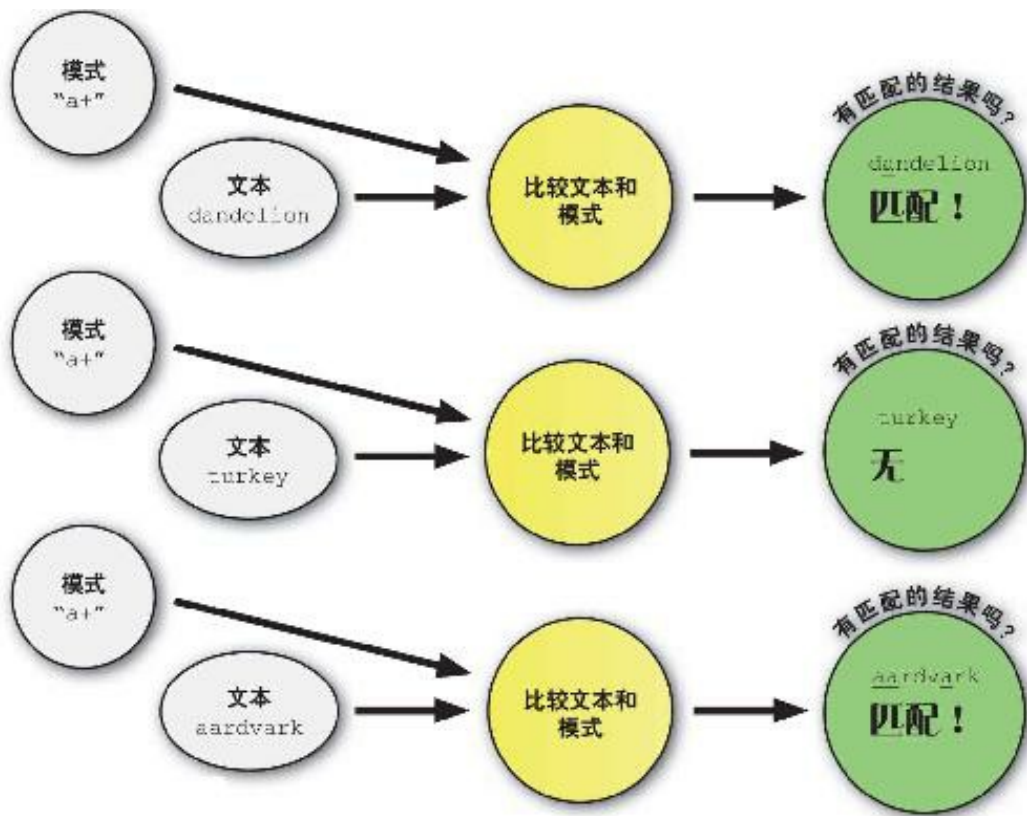 模式
"a+"
文本
dandelion
比较文本和
模式
有匹配的结果吗?
dandelion
匹配!
模式
"a+"
文本
turkey
比较文本和
模式
有匹配的结果吗?
turkey
无
模式
"a+"
文本
aardvark
比较文本和
模式
有匹配的结果吗?
aardvark
匹配!